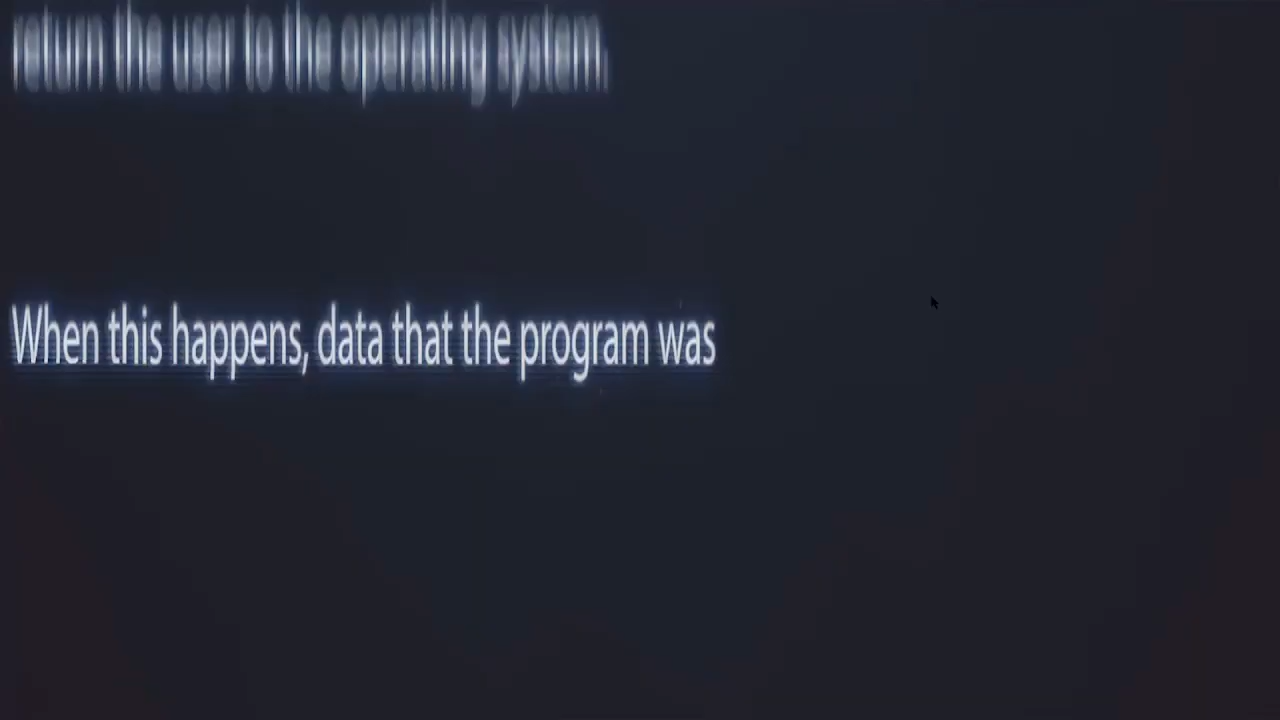 return the user to the operating system.
When this happens, data that the program was